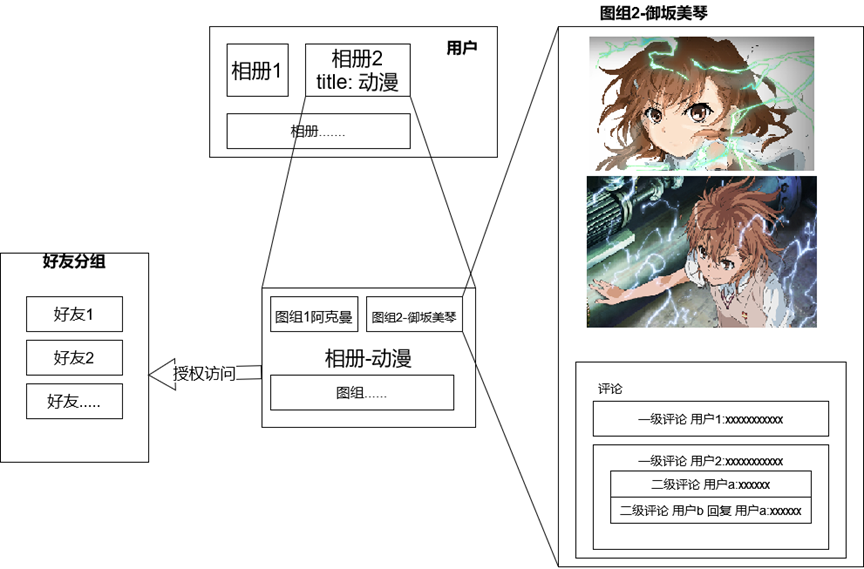 图组2-御坂美琴
用户
相册1
相册2
title: 动漫
相册.......
好友分组
好友1
好友2
好友.....
授权访问
图组1阿克曼
图组2-御坂美琴
相册-动漫
图组......
评论
一级评论 用户1:xxxxxxxxxxx
一级评论 用户2:xxxxxxxxxxx
二级评论 用户a:xxxxxx
二级评论 用户b 回复 用户a:xxxxxx